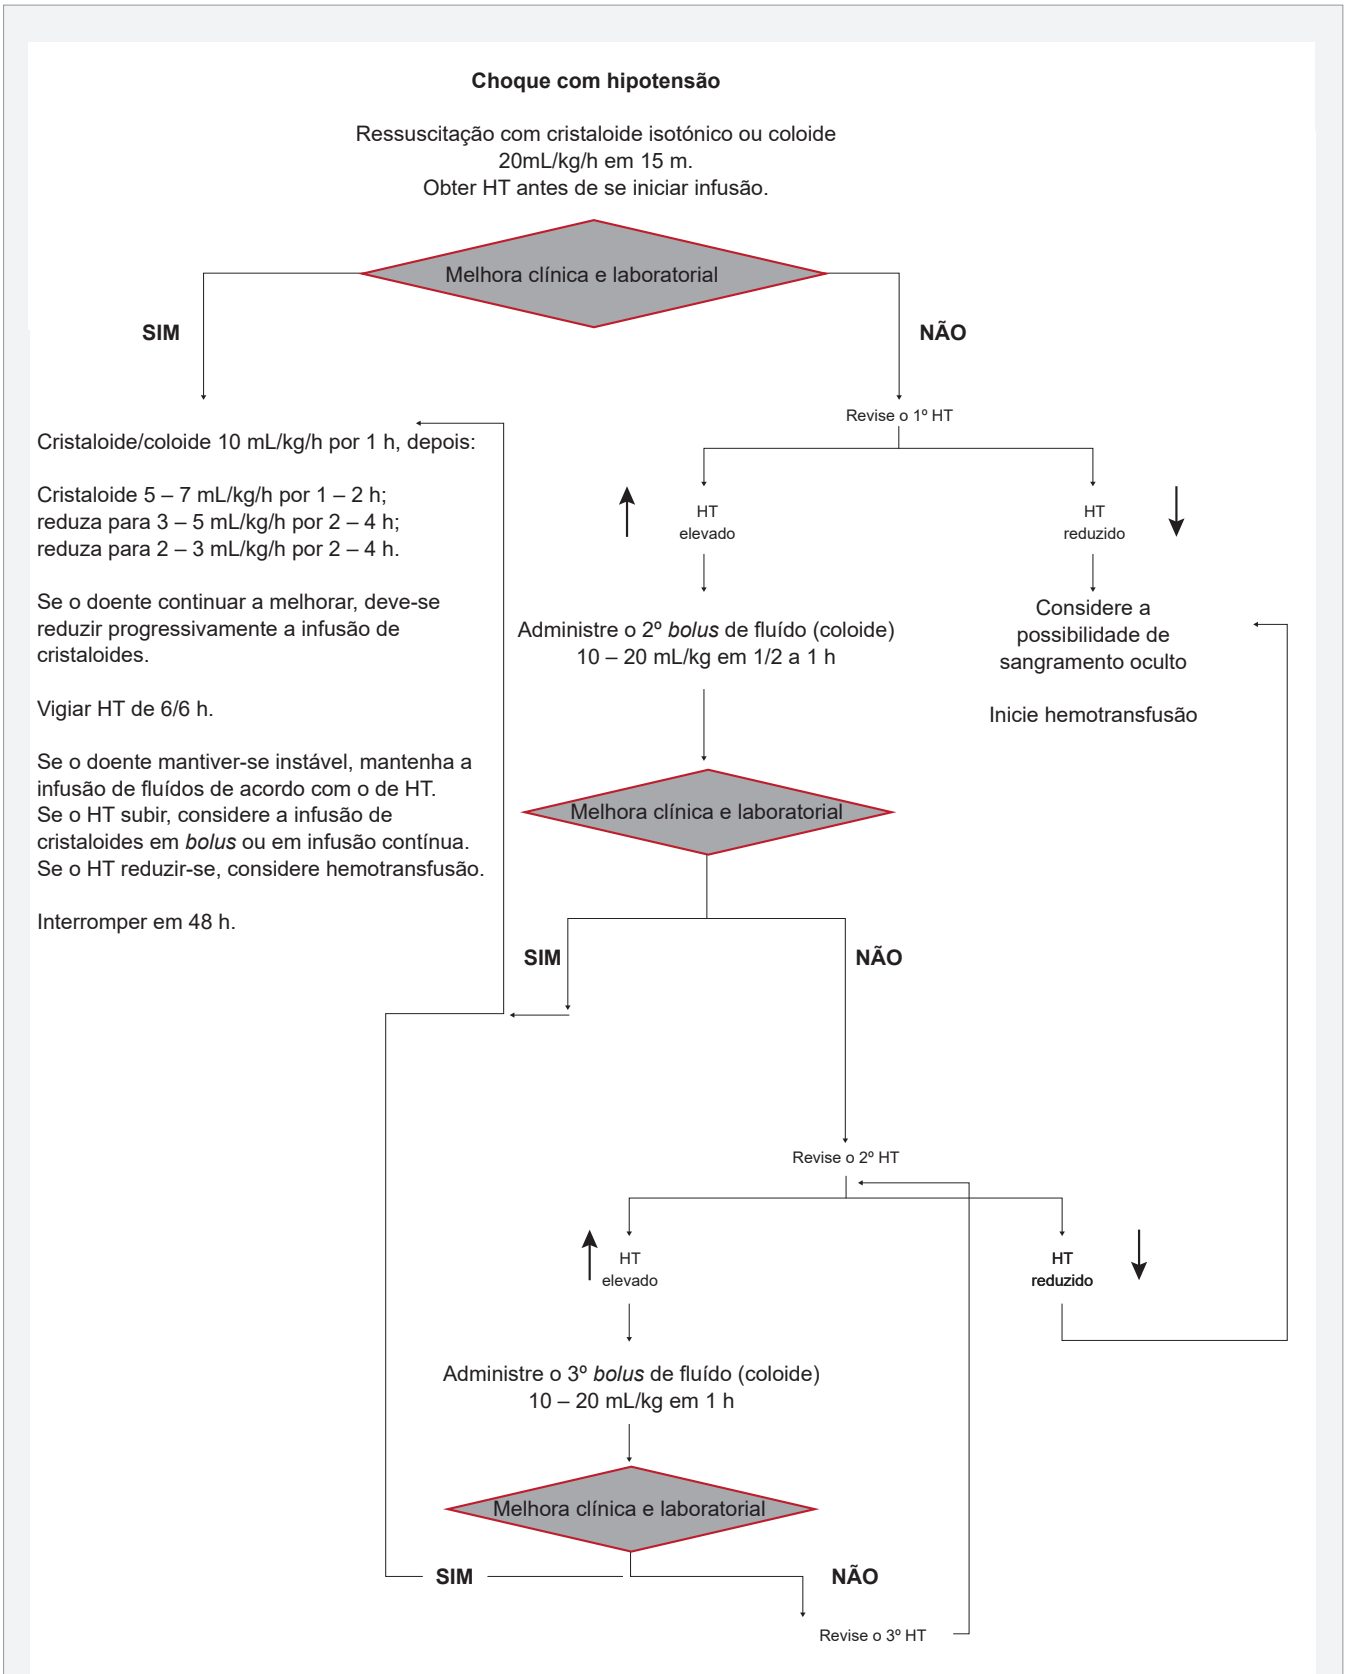 Choque com hipotensão
Ressuscitação com cristaloide isotónico ou coloide
20mL/kg/h em 15 m.
Obter HT antes de se iniciar infusão.
Melhora clínica e laboratorial
SIM
NÃO
Cristaloide/coloide 10 mL/kg/h por 1 h, depois:
Cristaloide 5 – 7 mL/kg/h por 1 – 2 h;
reduza para 3 – 5 mL/kg/h por 2 – 4 h;
reduza para 2 – 3 mL/kg/h por 2 – 4 h.
Se o doente continuar a melhorar, deve-se
reduzir progressivamente a infusão de
cristaloides.
Vigiar HT de 6/6 h.
Se o doente mantiver-se instável, mantenha a
infusão de fluídos de acordo com o de HT.
Se o HT subir, considere a infusão de
cristaloides em bolus ou em infusão contínua.
Se o HT reduzir-se, considere hemotransfusão.
Interromper em 48 h.
Revise o 1º HT
HT
elevado
HT
reduzido
Administre o 2º bolus de fluído (coloide)
10 – 20 mL/kg em 1/2 a 1 h
Considere a
possibilidade de
sangramento oculto
Inicie hemotransfusão
Melhora clínica e laboratorial
SIM
NÃO
Revise o 2º HT
HT
elevado
HT
reduzido
Administre o 3º bolus de fluído (coloide)
10 – 20 mL/kg em 1 h
Melhora clínica e laboratorial
SIM
NÃO
Revise o 3º HT